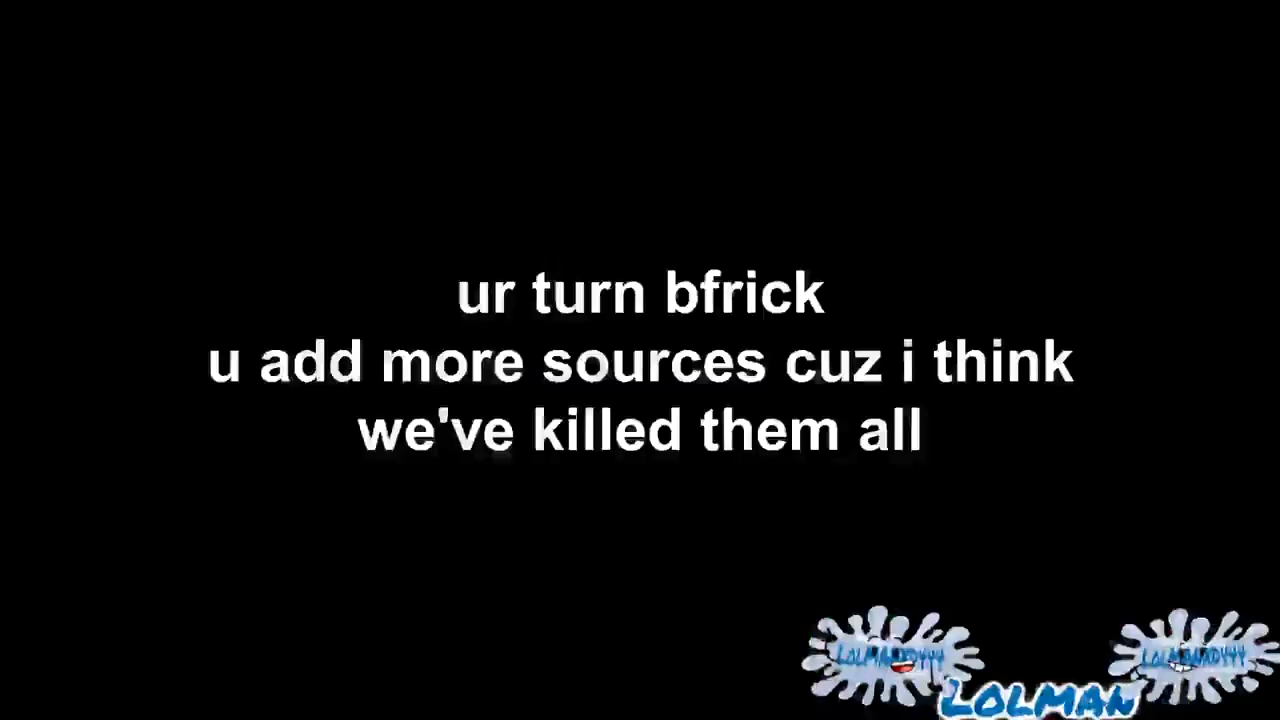 ur turn bfrick
u add more sources cuz i think
we've killed them all
LOLMAN